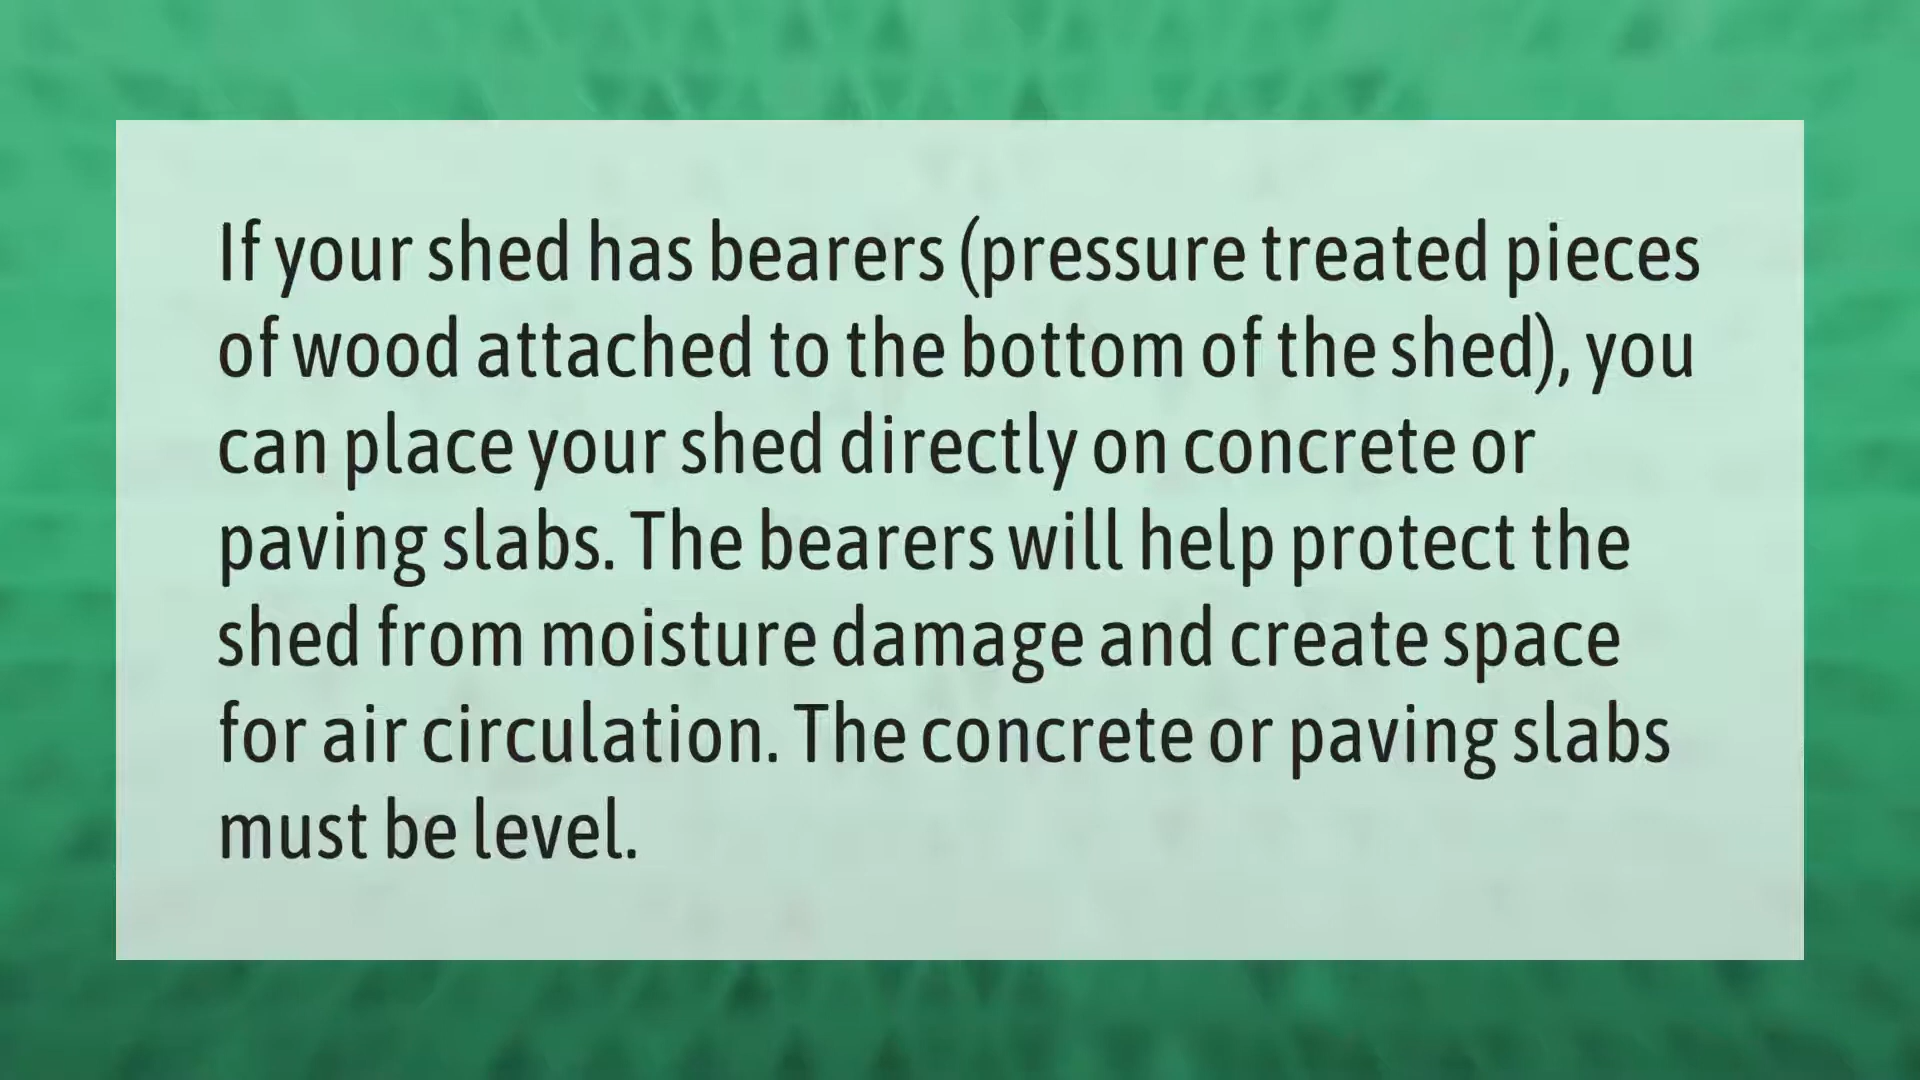 If your shed has bearers (pressure treated pieces
of wood attached to the bottom of the shed), you
can place your shed directly on concrete or
paving slabs. The bearers will help protect the
shed from moisture damage and create space
for air circulation. The concrete or paving slabs
must be level.